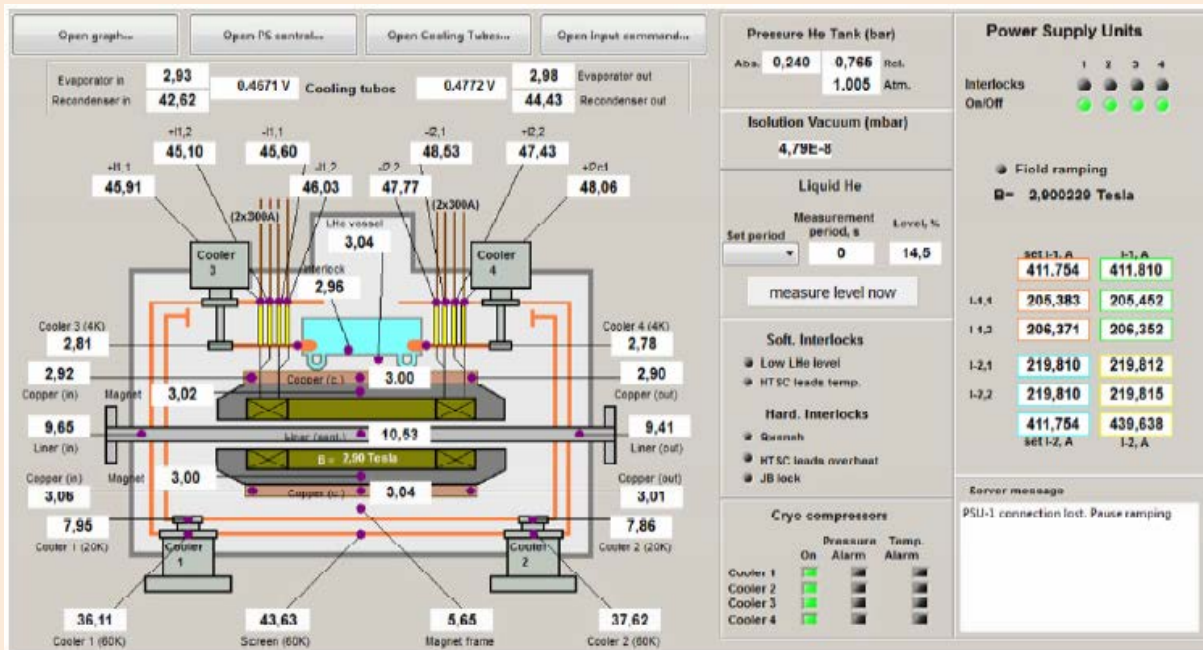 Open graph...
Open PS control...
Open Cooling Tubes...
Open Input command...
Evaporator in
2,93
0.4671 V
Cooling tubes
0.4772 V
2,98
Evaporator out
Recondenser in
42,62
44,43
Recondenser out
+I1,2
-I1,1
-I2,1
+I2,2
45,10
45,60
48,53
47,43
45,91
46,03
47,77
48,06
(2x300A)
(2x300A)
LHe vessel
3,04
Cooler 3
Cooler 4
Interlock
2,96
Cooler 3 (4K)
2,81
Cooler 4 (4K)
2,78
2,92
Copper (in)
Copper (c.)
3.00
2,90
Copper (out)
Magnet
3,02
9,65
Liner (in)
10,53
9,41
Liner (out)
B = 2,90 Tesla
Copper (in)
3,06
Magnet
3,00
3,04
Copper (out)
3,01
7,95
Cooler 1 (20K)
7,86
Cooler 2 (20K)
Cooler 1
Cooler 2
36,11
43,63
5,65
37,62
Cooler 1 (60K)
Screen (60K)
Magnet frame
Cooler 2 (60K)
Pressure He Tank (bar)
Abs.
0,240
0,765
Rel.
1.005
Atm.
Isolation Vacuum (mbar)
4,79E-8
Liquid He
Set period
Measurement period, s
Level, %
0
14,5
measure level now
Soft. Interlocks
Low LHe level
HTSC leads temp.
Hard. Interlocks
Quench
HTSC leads overheat
JB lock
Cryo compressors
On
Pressure Alarm
Temp. Alarm
Cooler 1
Cooler 2
Cooler 3
Cooler 4
Power Supply Units
1 2 3 4
Interlocks
On/Off
Field ramping
B= 2,900229 Tesla
set I-1, A
I-1, A
411,754
411,810
205,383
205,452
206,371
206,352
I-2,1
219,810
219,812
I-2,2
219,810
219,815
411,754
439,638
set I-2, A
I-2, A
Server message
PSU-1 connection lost. Pause ramping